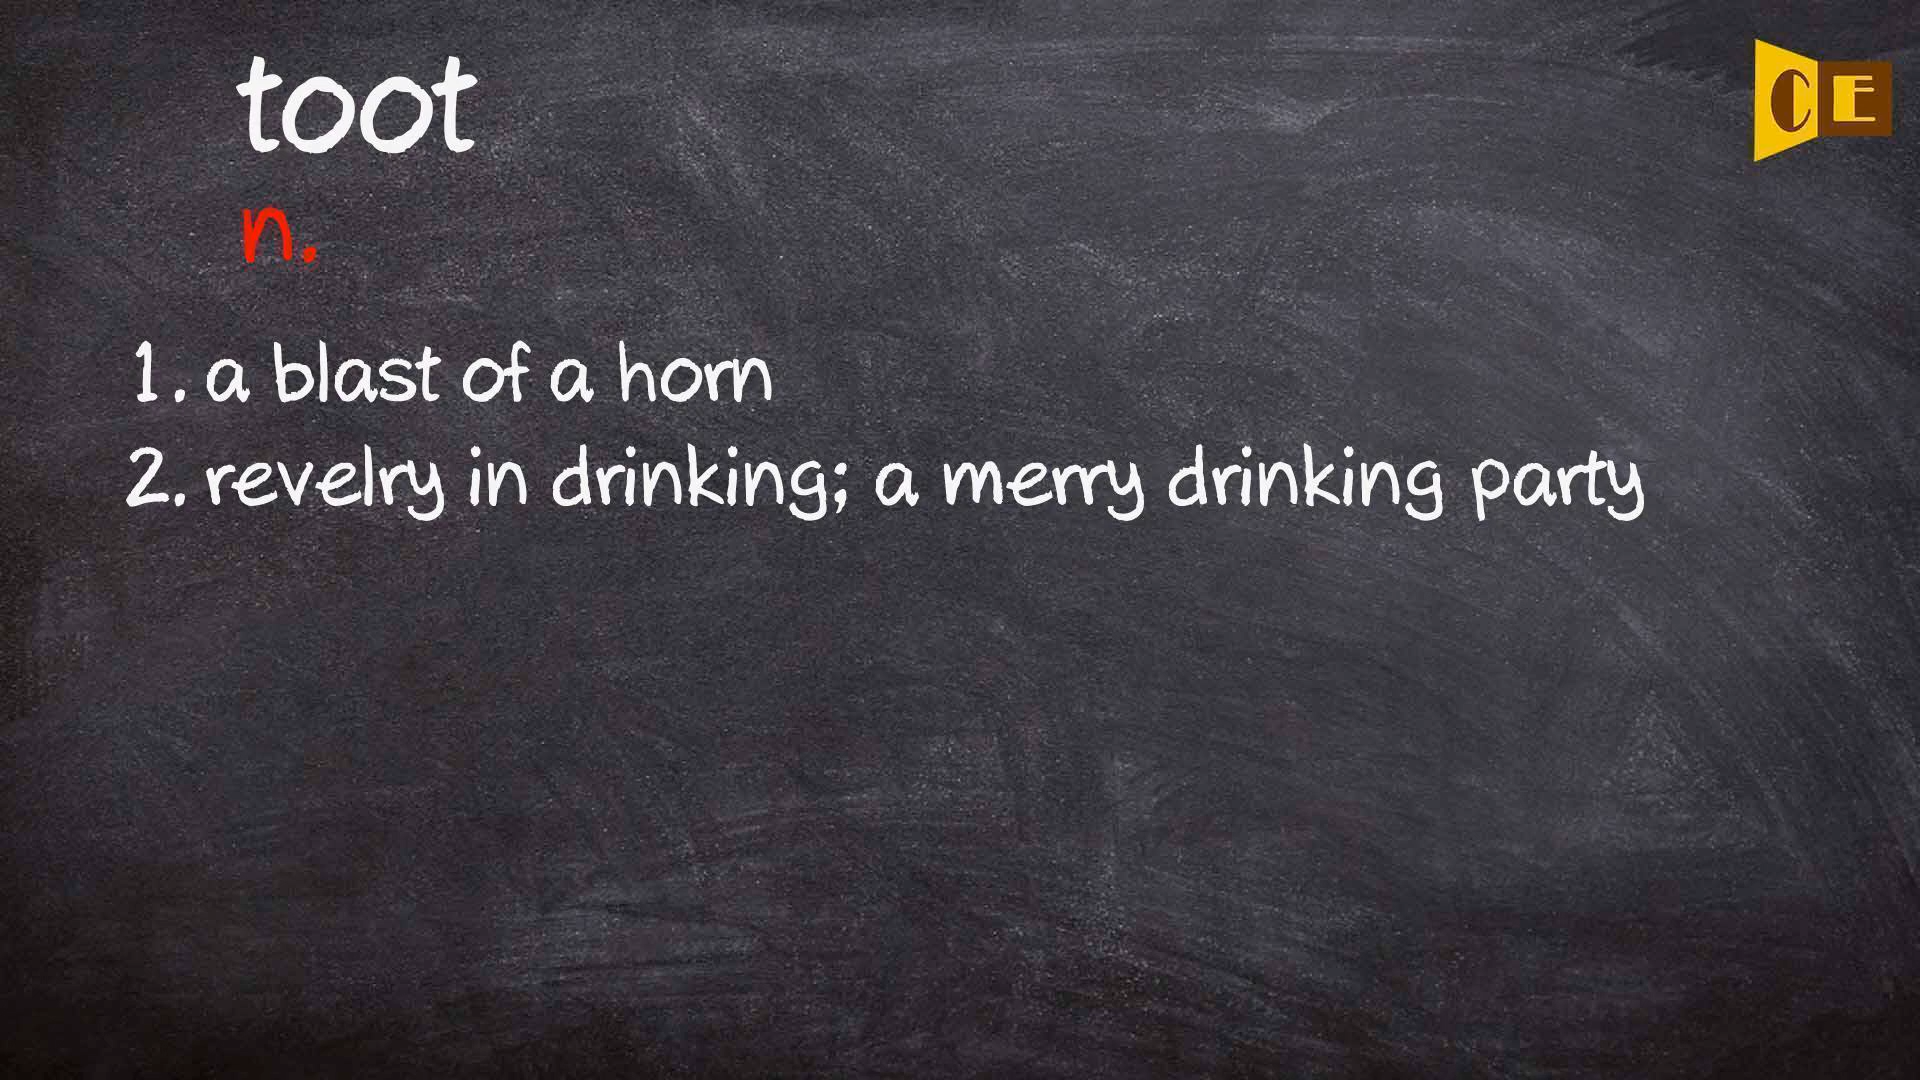 toot
CE
n.
1. a blast of a horn
2. revelry in drinking; a merry drinking party